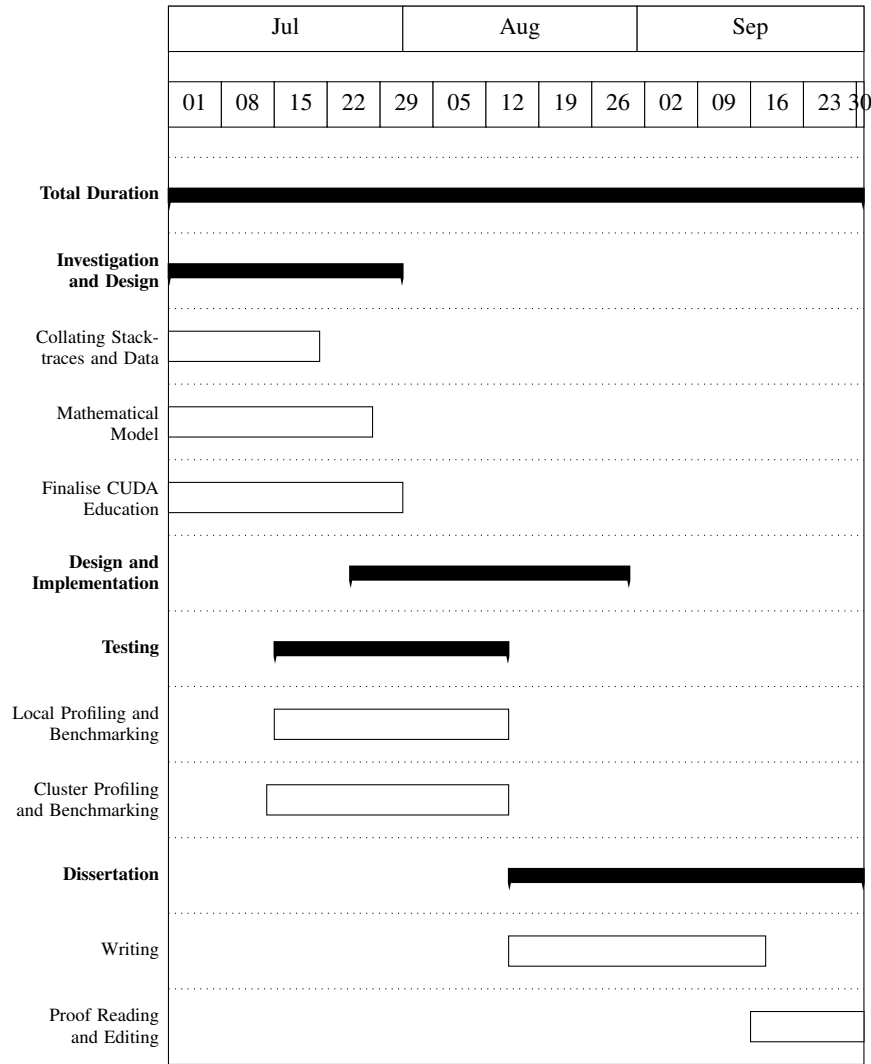 Jul Aug Sep
01 08 15 22 29 05 12 19 26 02 09 16 23 30
Total Duration
Investigation
and Design
Collating Stack-
traces and Data
Mathematical
Model
Finalise CUDA
Education
Design and
Implementation
Testing
Local Profiling and
Benchmarking
Cluster Profiling
and Benchmarking
Dissertation
Writing
Proof Reading
and Editing